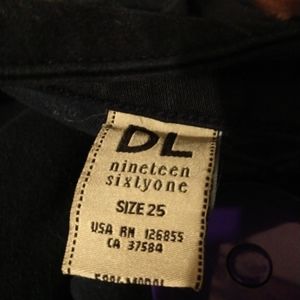 DL
nineteen
sixtyone
SIZE 25
USA RN 126855
CA 37584